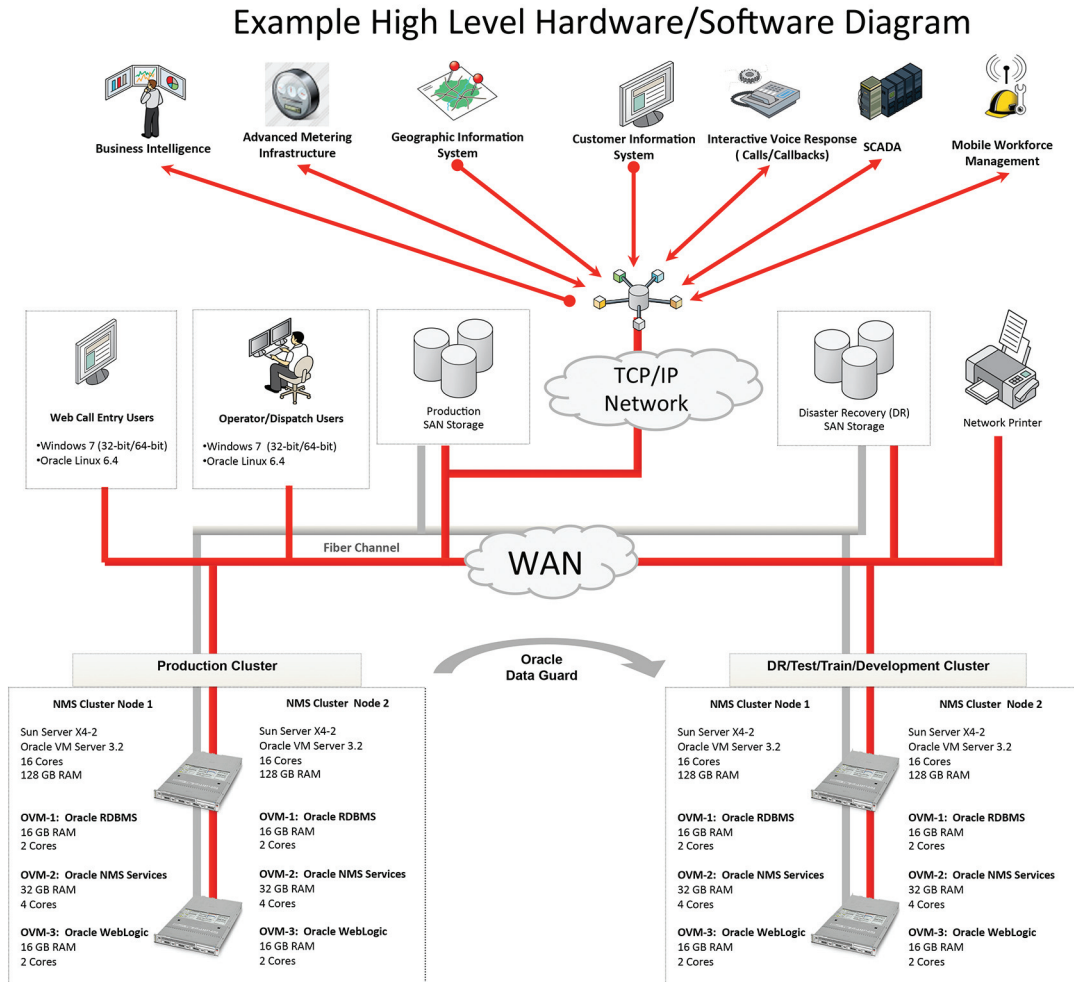 Example High Level Hardware/Software Diagram
Business Intelligence
Advanced Metering
Infrastructure
Geographic Information
System
Customer Information
System
Interactive Voice Response
( Calls/Callbacks)
SCADA
Mobile Workforce
Management
Web Call Entry Users
•Windows 7 (32-bit/64-bit)
•Oracle Linux 6.4
Operator/Dispatch Users
•Windows 7 (32-bit/64-bit)
•Oracle Linux 6.4
Production
SAN Storage
TCP/IP
Network
Disaster Recovery (DR)
SAN Storage
Network Printer
Fiber Channel
WAN
Production Cluster
Oracle
Data Guard
DR/Test/Train/Development Cluster
NMS Cluster Node 1
Sun Server X4-2
Oracle VM Server 3.2
16 Cores
128 GB RAM
OVM-1: Oracle RDBMS
16 GB RAM
2 Cores
OVM-2: Oracle NMS Services
32 GB RAM
4 Cores
OVM-3: Oracle WebLogic
16 GB RAM
2 Cores
NMS Cluster Node 2
Sun Server X4-2
Oracle VM Server 3.2
16 Cores
128 GB RAM
OVM-1: Oracle RDBMS
16 GB RAM
2 Cores
OVM-2: Oracle NMS Services
32 GB RAM
4 Cores
OVM-3: Oracle WebLogic
16 GB RAM
2 Cores
NMS Cluster Node 1
Sun Server X4-2
Oracle VM Server 3.2
16 Cores
128 GB RAM
OVM-1: Oracle RDBMS
16 GB RAM
2 Cores
OVM-2: Oracle NMS Services
32 GB RAM
4 Cores
OVM-3: Oracle WebLogic
16 GB RAM
2 Cores
NMS Cluster Node 2
Sun Server X4-2
Oracle VM Server 3.2
16 Cores
128 GB RAM
OVM-1: Oracle RDBMS
16 GB RAM
2 Cores
OVM-2: Oracle NMS Services
32 GB RAM
4 Cores
OVM-3: Oracle WebLogic
16 GB RAM
2 Cores